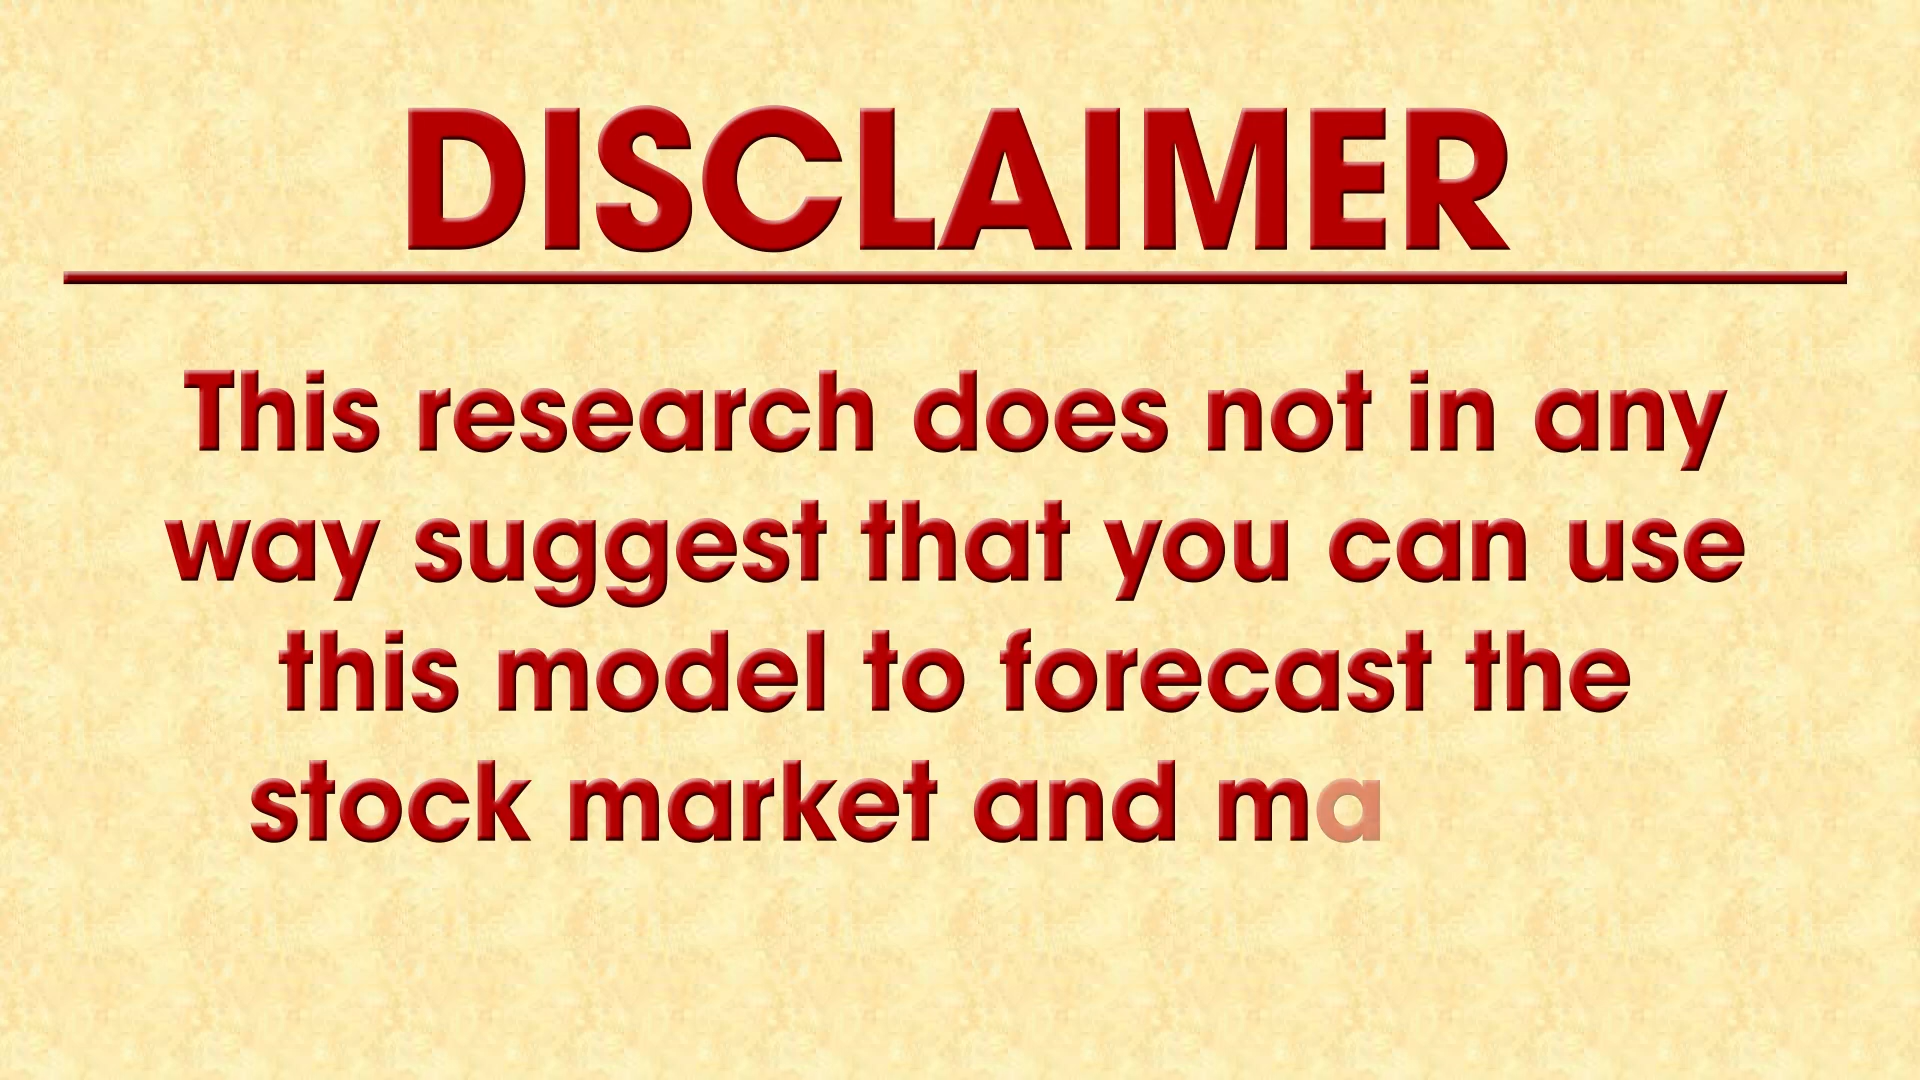 DISCLAIMER
This research does not in any
way suggest that you can use
this model to forecast the
stock market and ma